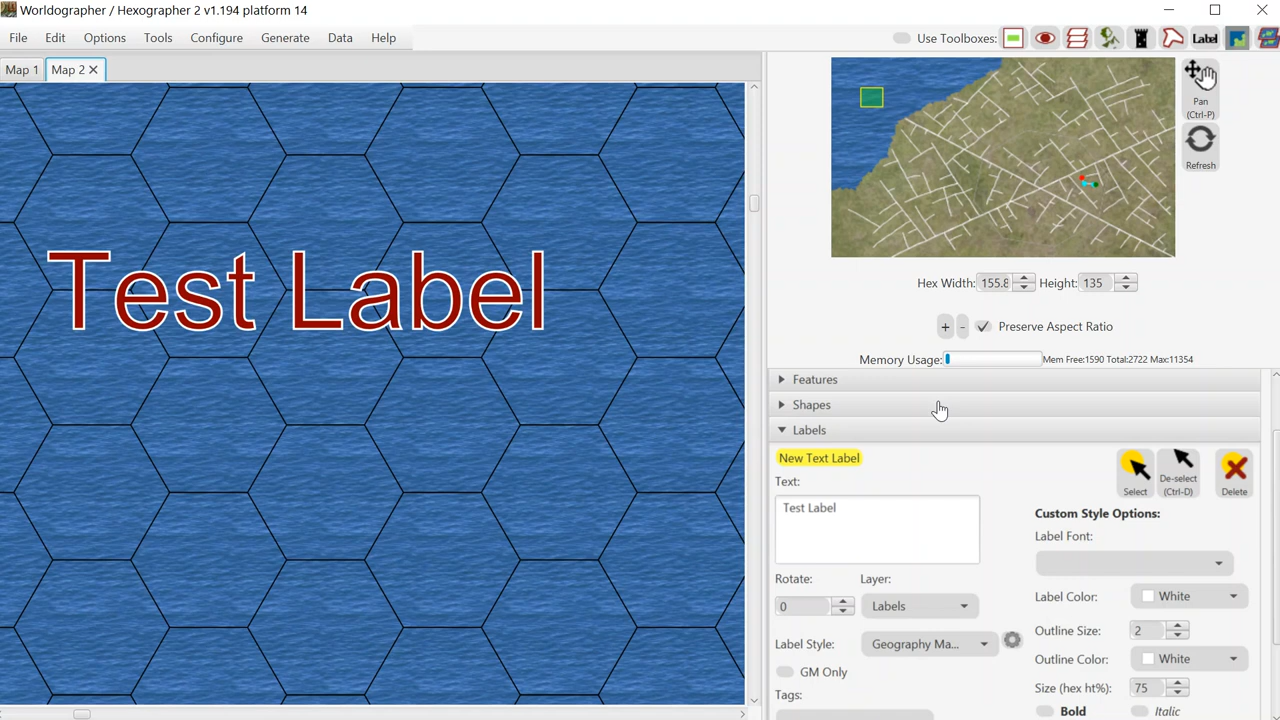 Worldographer / Hexographer 2 v1.194 platform 14
File Edit Options Tools Configure Generate Data Help
Use Toolboxes:
Label
Map 1 Map 2
Test Label
Pan
(Ctrl-P)
Refresh
Hex Width: 155.8 Height: 135
+ - Preserve Aspect Ratio
Memory Usage: Mem Free:1590 Total:2722 Max:11354
Features
Shapes
Labels
New Text Label
Select De-select (Ctrl-D) Delete
Text:
Test Label
Custom Style Options:
Label Font:
Rotate: Layer:
0 Labels
Label Color: White
Outline Size: 2
Label Style: Geography Ma...
Outline Color: White
GM Only
Size (hex ht%): 75
Tags:
Bold Italic